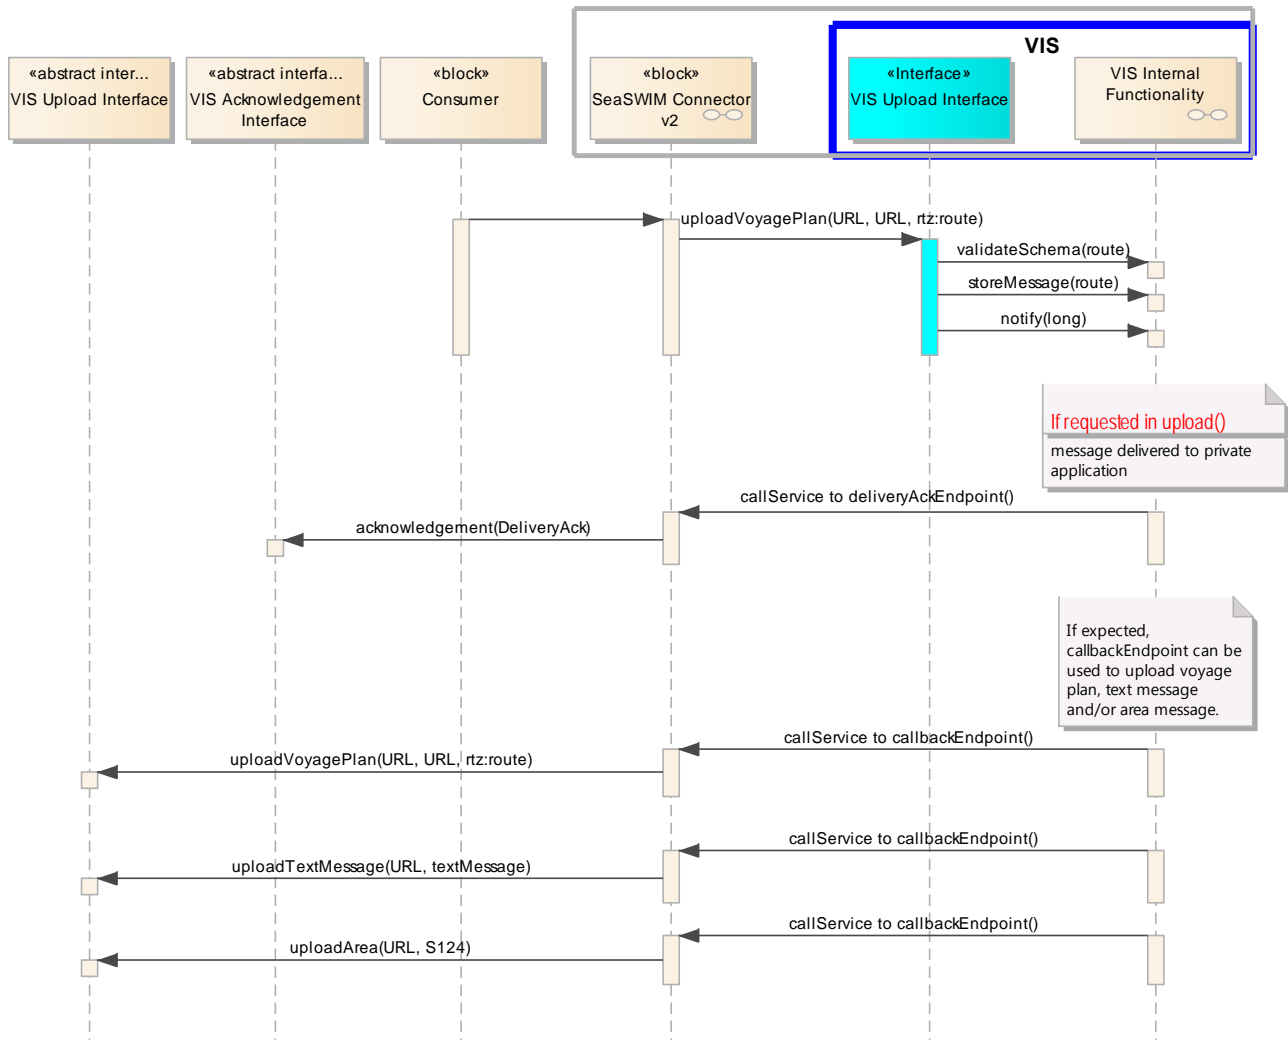 VIS
«abstract inter...
VIS Upload Interface
«abstract interfa...
VIS Acknowledgement
Interface
«block»
Consumer
«block»
SeaSWIM Connector
v2
«Interface»
VIS Upload Interface
VIS Internal
Functionality
uploadVoyagePlan(URL, URL, rtz:route)
validateSchema(route)
storeMessage(route)
notify(long)
If requested in upload()
message delivered to private
application
callService to deliveryAckEndpoint()
acknowledgement(DeliveryAck)
If expected,
callbackEndpoint can be
used to upload voyage
plan, text message
and/or area message.
callService to callbackEndpoint()
uploadVoyagePlan(URL, URL, rtz:route)
callService to callbackEndpoint()
uploadTextMessage(URL, textMessage)
callService to callbackEndpoint()
uploadArea(URL, S124)